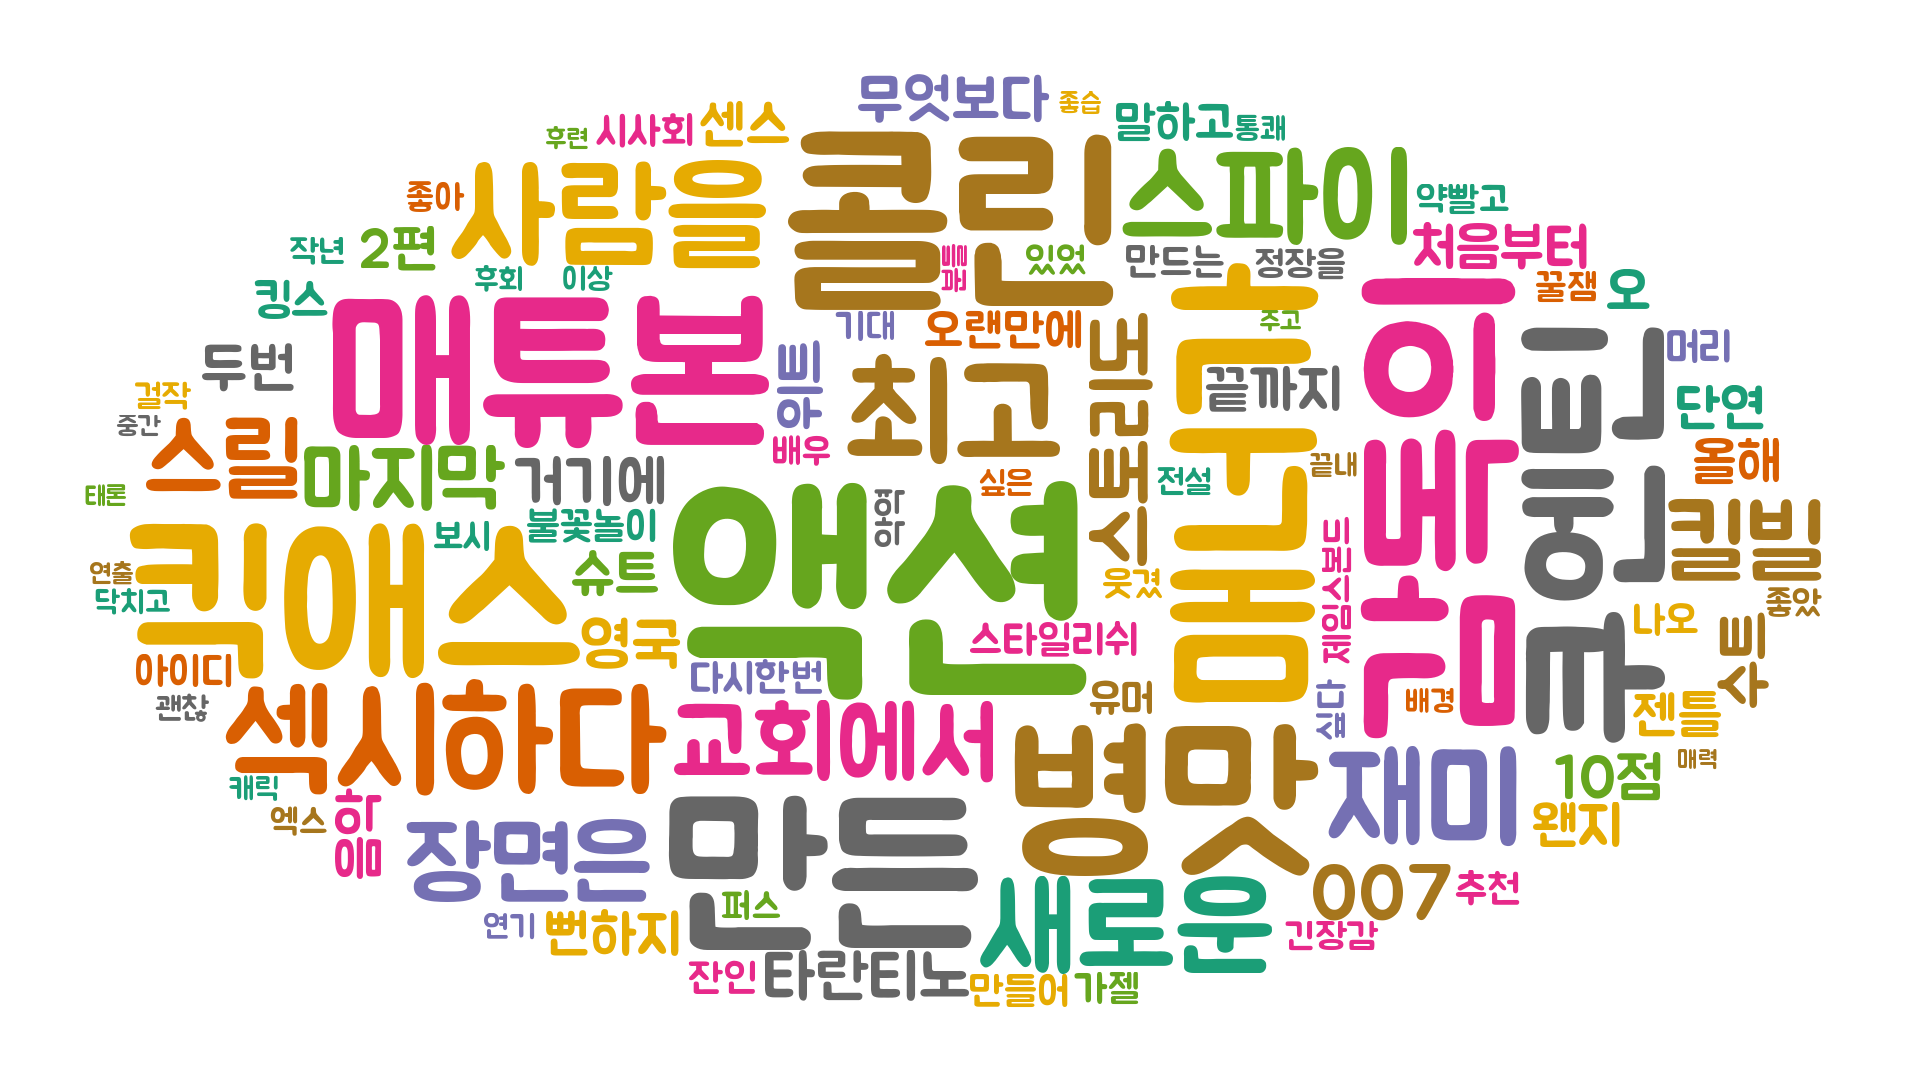 무엇보다
좋습
말하고
통쾌
후련
시사회
센스
콜린
스파이
약빨고
좋아
사람을
처음부터
작년
2편
있었
만드는
정장을
후회
이상
꿀잼
오
킹스
매튜본
기대
오랜만에
주고
머리
두번
최고
스토리도
끝까지
쿠엔틴
단연
걸작
중간
스릴
마지막
거기에
배우
싶은
전설
끝내
올해
태론
킥애스
보시
불꽃놀이
액션
킬빌
연출
닥치고
슈트
웃겼
제임스본드
좋았
나오
영국
스타일리쉬
아이디
다시한번
유머
싶다
배경
젠틀
괜찮
섹시하다
교회에서
병맛
재미
10점
매력
캐릭
엑스
장면은
만든
왠지
007
추천
연기
뻔하지
퍼스
새로운
긴장감
잔인
타란티노
만들어
가젤